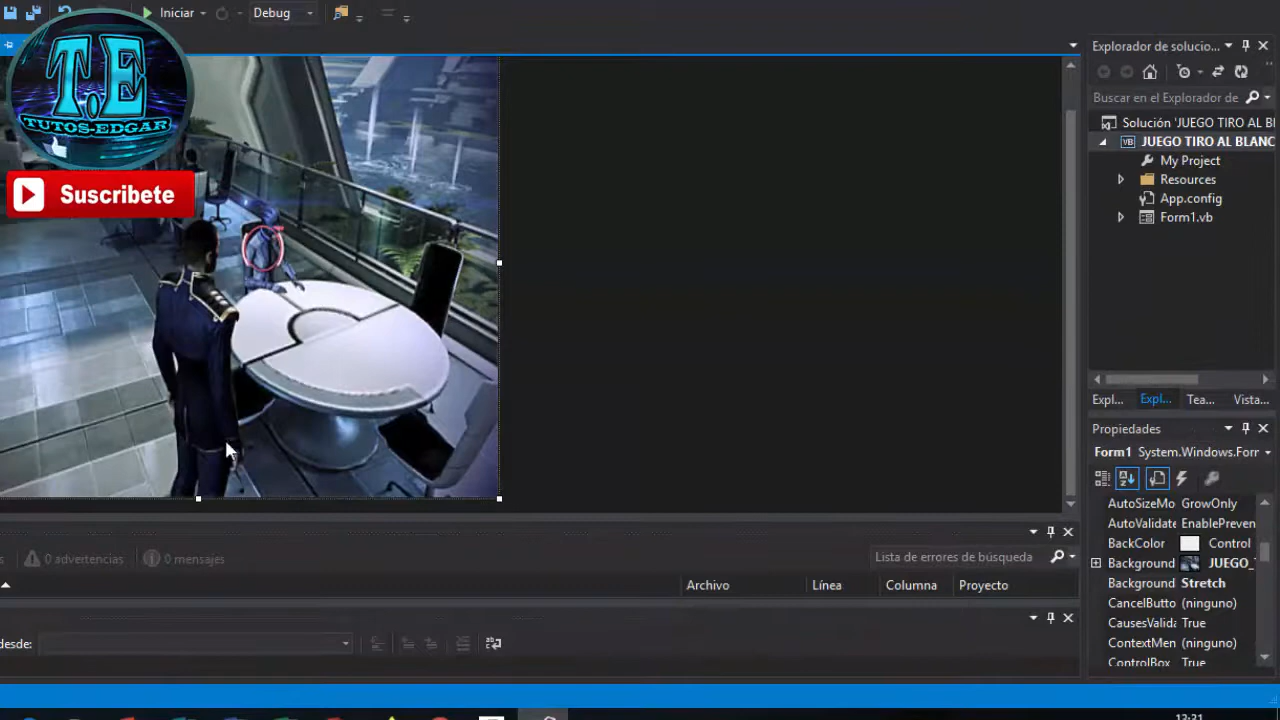 Iniciar
Debug
T.E
TUTOS-EDGAR
Suscribete
Explorador de solucio...
Buscar en el Explorador de
Solución 'JUEGO TIRO AL BL
JUEGO TIRO AL BLANC
My Project
Resources
App.config
Form1.vb
Expl... Expl... Tea... Vista...
Propiedades
Form1 System.Windows.Forr
AutoSizeMo GrowOnly
AutoValidate EnablePreven
BackColor Control
Background JUEGO_
Background Stretch
CancelButto (ninguno)
CausesValida True
ContextMen (ninguno)
ControlBox True
0 advertencias
0 mensajes
Lista de errores de búsqueda
Archivo Línea Columna Proyecto
desde: